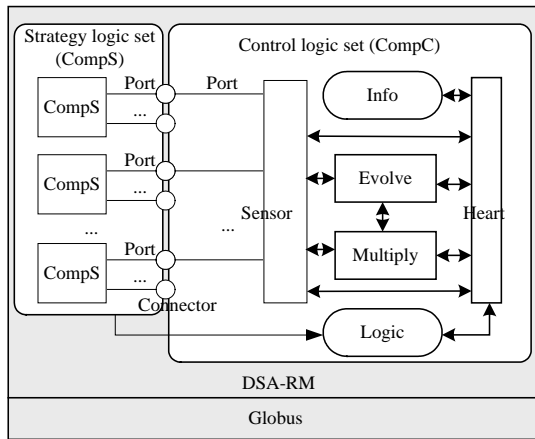 Strategy logic set
(CompS)
Control logic set (CompC)
Port
Port
CompS
...
Info
Port
CompS
...
Evolve
Sensor
Heart
...
...
Port
Multiply
CompS
...
Connector
Logic
DSA-RM
Globus